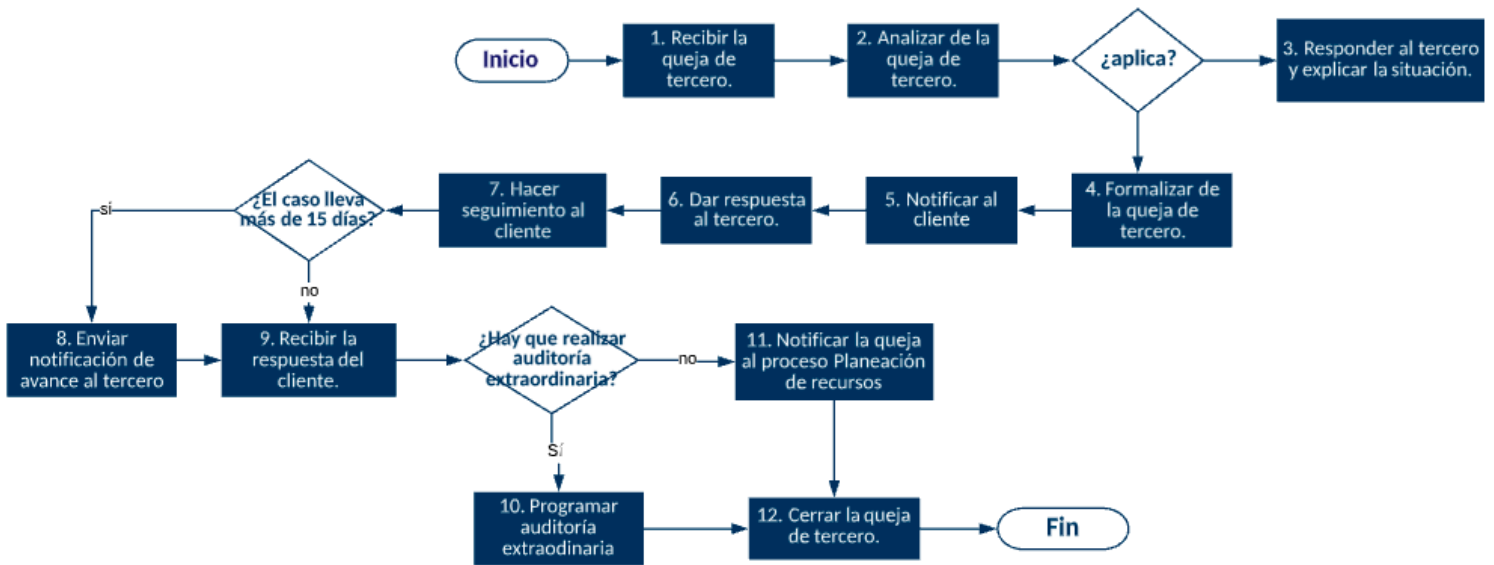 Inicio
1. Recibir la
queja de
tercero.
2. Analizar de la
queja de
tercero.
¿aplica?
3. Responder al tercero
y explicar la situación.
4. Formalizar de
la queja de
tercero.
5. Notificar al
cliente
6. Dar respuesta
al tercero.
7. Hacer
seguimiento al
cliente
¿El caso lleva
más de 15 días?
sí
no
8. Enviar
notificación de
avance al tercero
9. Recibir la
respuesta del
cliente.
¿Hay que realizar
auditoría
extraordinaria?
no
11. Notificar la queja
al proceso Planeación
de recursos
Sí
10. Programar
auditoría
extraodinaria
12. Cerrar la queja
de tercero.
Fin